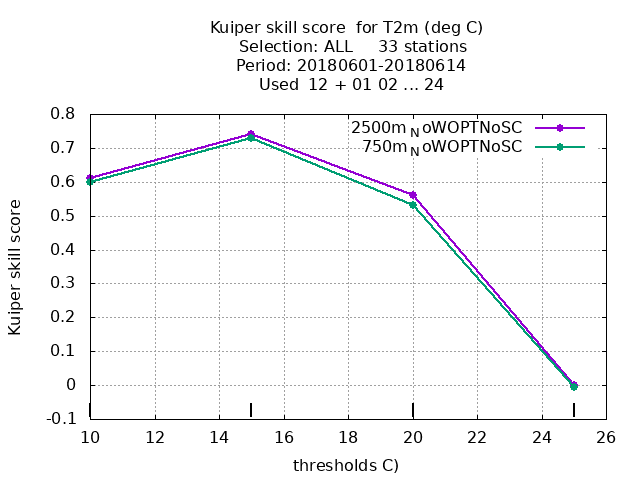 Kuiper skill score  for T2m (deg C)
Selection: ALL     33 stations
Period: 20180601-20180614
Used  12 + 01 02 ... 24
2500m_NoWOPTNoSC
750m_NoWOPTNoSC
0.8
0.7
0.6
0.5
0.4
0.3
0.2
0.1
0
-0.1
Kuiper skill score
10 12 14 16 18 20 22 24 26
thresholds C)